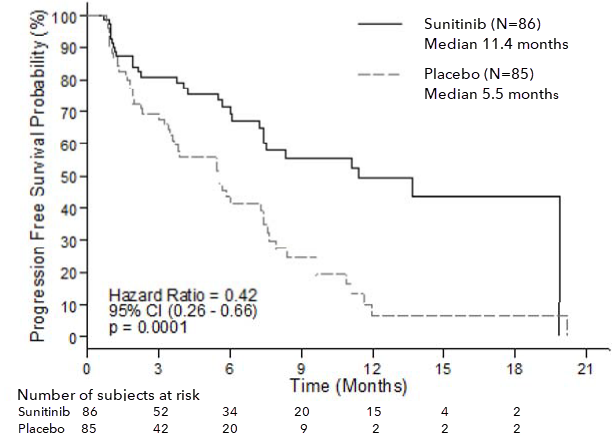 Progression Free Survival Probability (%)
100
90
80
70
60
50
40
30
20
10
0
Sunitinib (N=86)
Median 11.4 months
Placebo (N=85)
Median 5.5 months
Hazard Ratio = 0.42
95% CI (0.26 - 0.66)
p = 0.0001
0 3 6 9 12 15 18 21
Time (Months)
Number of subjects at risk
Sunitinib 86 52 34 20 15 4 2
Placebo 85 42 20 9 2 2 2